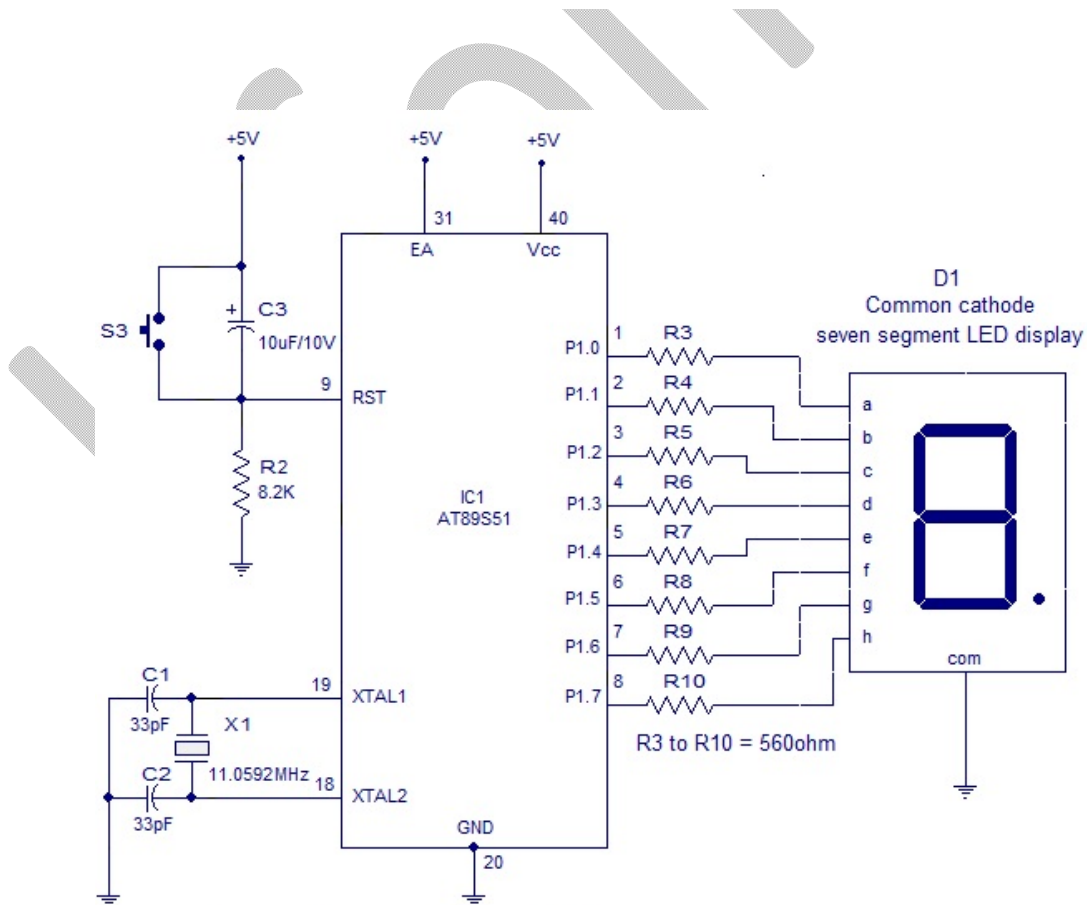 +5V
+5V
+5V
31
40
EA
Vcc
S3
+
C3
10uF/10V
9
RST
R2
8.2K
IC1
AT89S51
P1.0
1
R3
P1.1
2
R4
P1.2
3
R5
P1.3
4
R6
P1.4
5
R7
P1.5
6
R8
P1.6
7
R9
P1.7
8
R10
R3 to R10 = 560ohm
D1
Common cathode
seven segment LED display
a
b
c
d
e
f
g
h
com
C1
33pF
X1
11.0592MHz
C2
33pF
19
XTAL1
18
XTAL2
GND
20